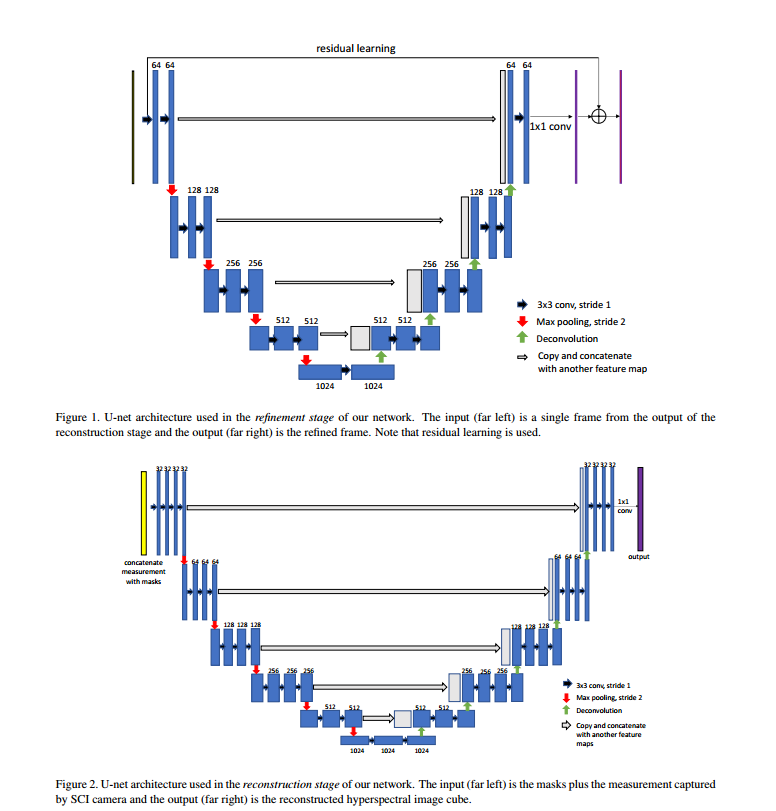 residual learning
64 64
64 64
1x1 conv
128 128
128 128
256 256
256 256
512 512
512 512
1024 1024
3x3 conv, stride 1
Max pooling, stride 2
Deconvolution
Copy and concatenate
with another feature map
Figure 1. U-net architecture used in the refinement stage of our network. The input (far left) is a single frame from the output of the
reconstruction stage and the output (far right) is the refined frame. Note that residual learning is used.
32 32 32 32
32 32 32 32
1x1
conv
concatenate
measurement
with masks
output
64 64 64
64 64 64
128 128 128
128 128 128
256 256 256
256 256 256
512 512
512 512
1024 1024 1024
3x3 conv, stride 1
Max pooling, stride 2
Deconvolution
Copy and concatenate
with another feature
maps
Figure 2. U-net architecture used in the reconstruction stage of our network. The input (far left) is the masks plus the measurement captured
by SCI camera and the output (far right) is the reconstructed hyperspectral image cube.